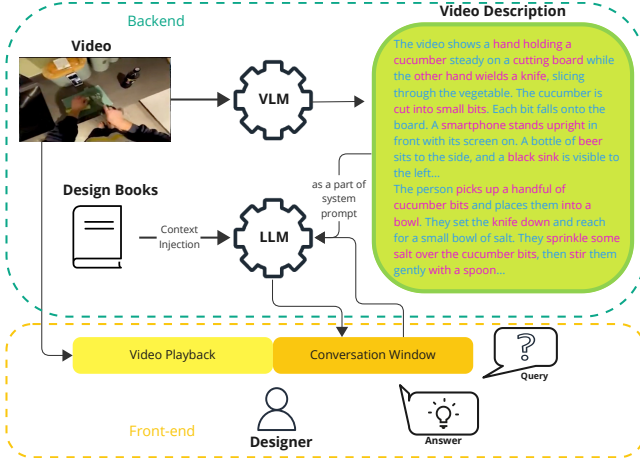 Backend
Video Description
Video
The video shows a hand holding a
cucumber steady on a cutting board while
the other hand wields a knife, slicing
through the vegetable. The cucumber is
cut into small bits. Each bit falls onto the
board. A smartphone stands upright in
front with its screen on. A bottle of beer
sits to the side, and a black sink is visible to
the left...
The person picks up a handful of
cucumber bits and places them into a
bowl. They set the knife down and reach
for a small bowl of salt. They sprinkle some
salt over the cucumber bits, then stir them
gently with a spoon...
VLM
as a part of
system
prompt
Design Books
Context
Injection
LLM
Video Playback
Conversation Window
?
Query
Designer
Answer
Front-end